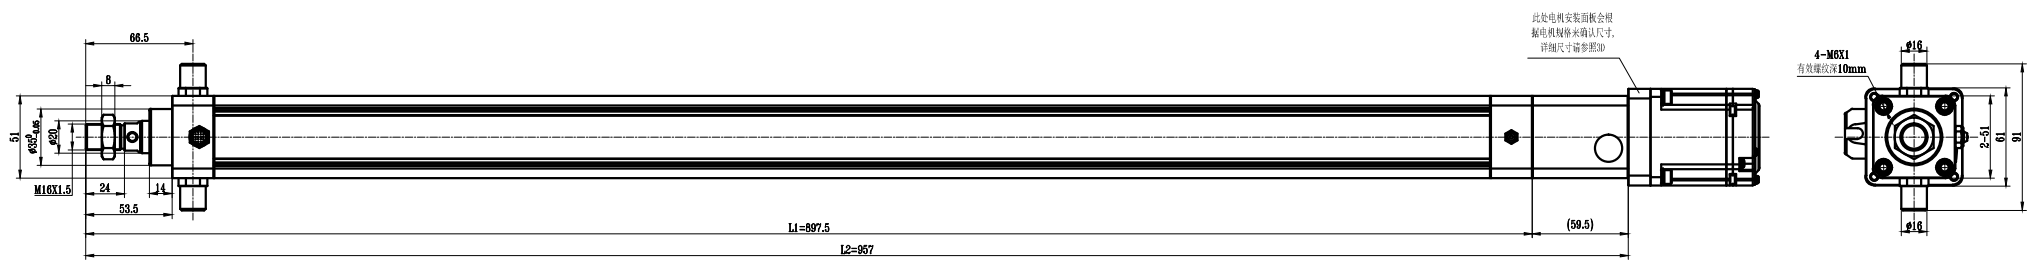 66.5
8
51
ø35 0 -0.05
ø20
M16X1.5
24
14
53.5
L1=897.5
(59.5)
L2=957
此处电机安装面板会根
据电机规格来确认尺寸,
详细尺寸请参照3D
4-M6X1
有效螺纹深10mm
ø16
2-51
61
91
ø16